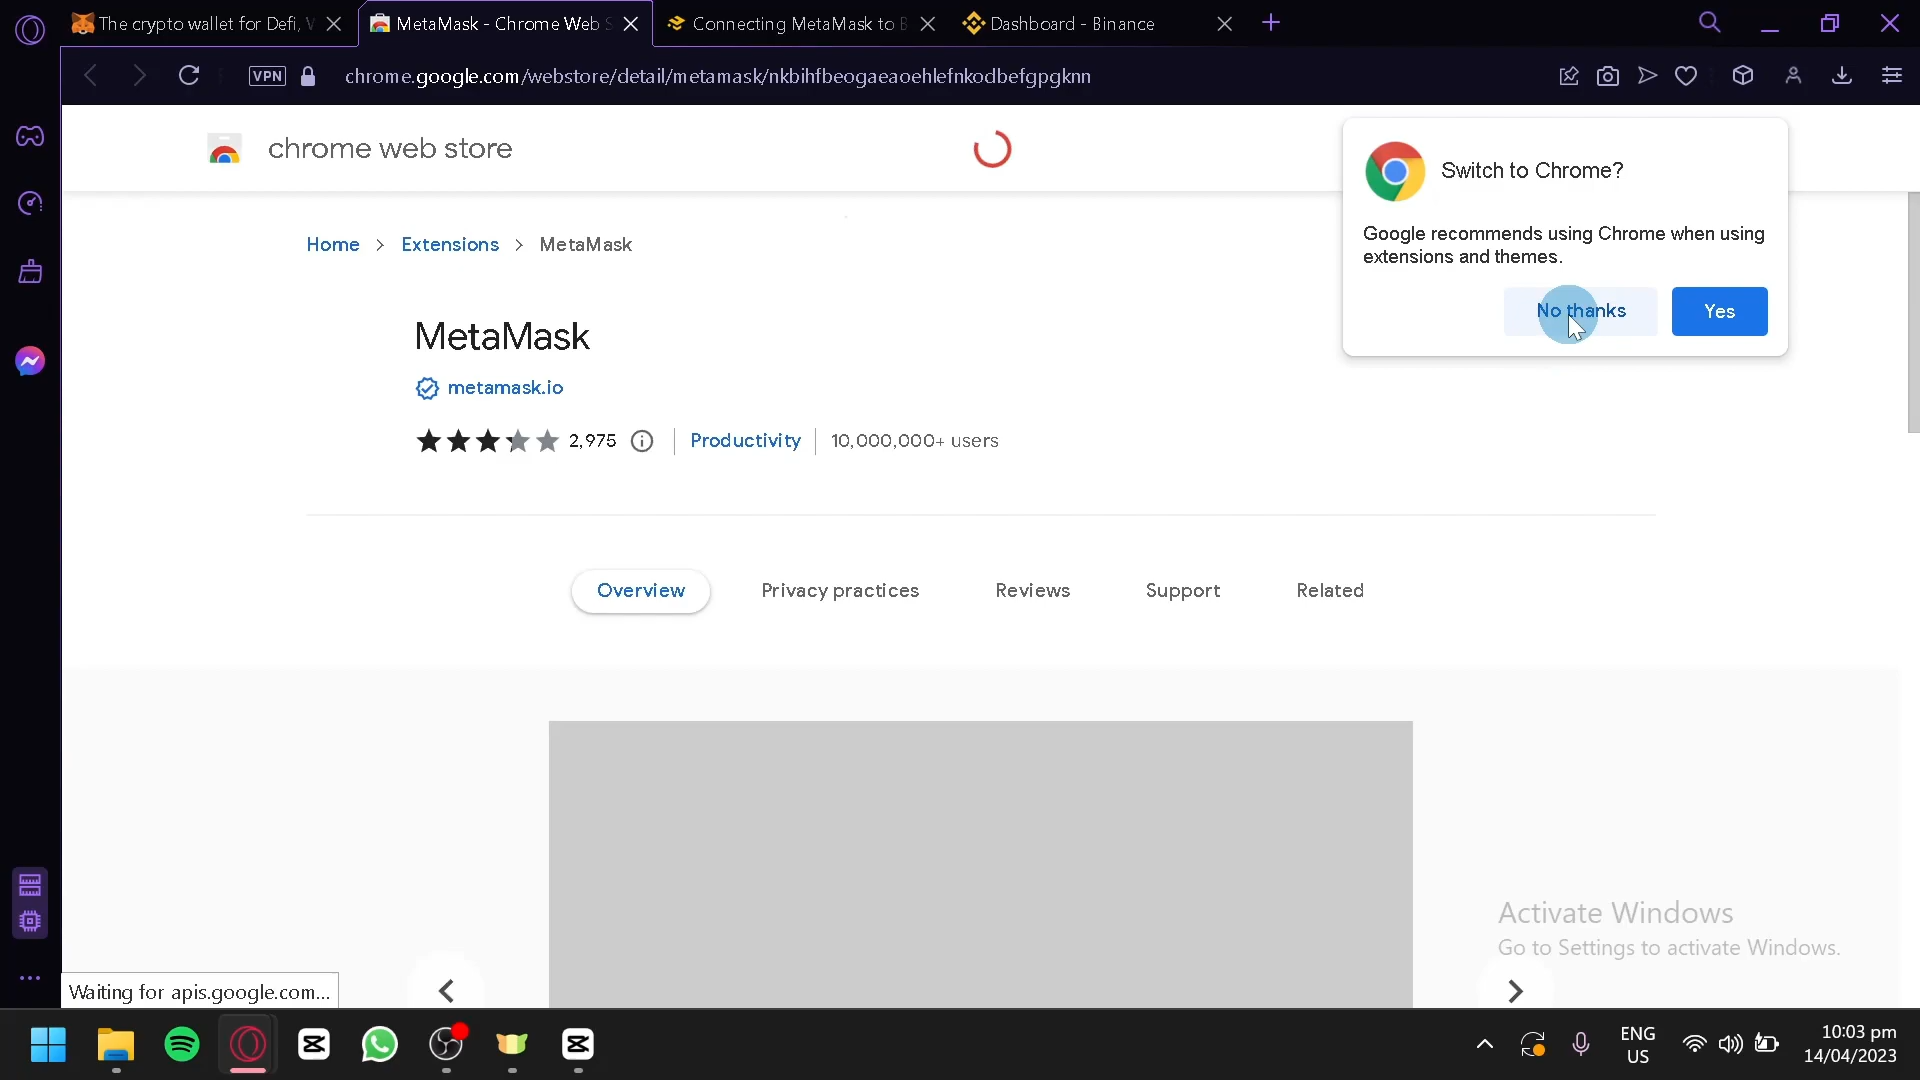 The crypto wallet for Defi,
MetaMask - Chrome Web S
Connecting MetaMask to B
Dashboard - Binance
VPN
chrome.google.com/webstore/detail/metamask/nkbihfbeogaeaoehlefnkodbefgpgknn
chrome web store
Switch to Chrome?
Google recommends using Chrome when using
extensions and themes.
No thanks
Yes
Home > Extensions > MetaMask
MetaMask
metamask.io
2,975
Productivity
10,000,000+ users
Overview
Privacy practices
Reviews
Support
Related
Activate Windows
Go to Settings to activate Windows.
Waiting for apis.google.com...
ENG
US
10:03 pm
14/04/2023